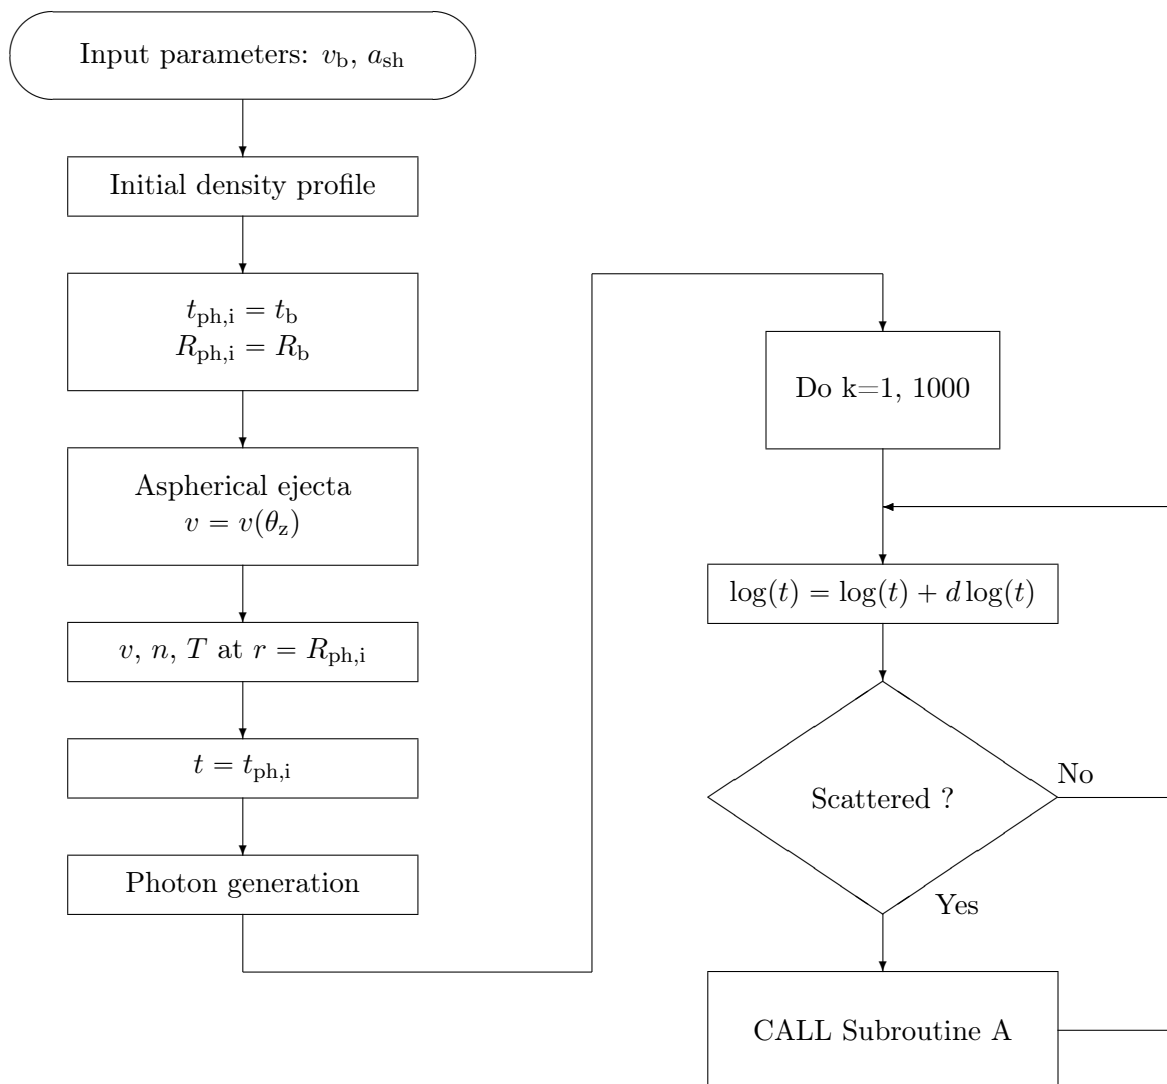 Input parameters: v_b, a_sh
Initial density profile
t_ph,i = t_b
R_ph,i = R_b
Aspherical ejecta
v = v(θ_z)
v, n, T at r = R_ph,i
t = t_ph,i
Photon generation
Do k=1, 1000
log(t) = log(t) + d log(t)
Scattered ?
No
Yes
CALL Subroutine A